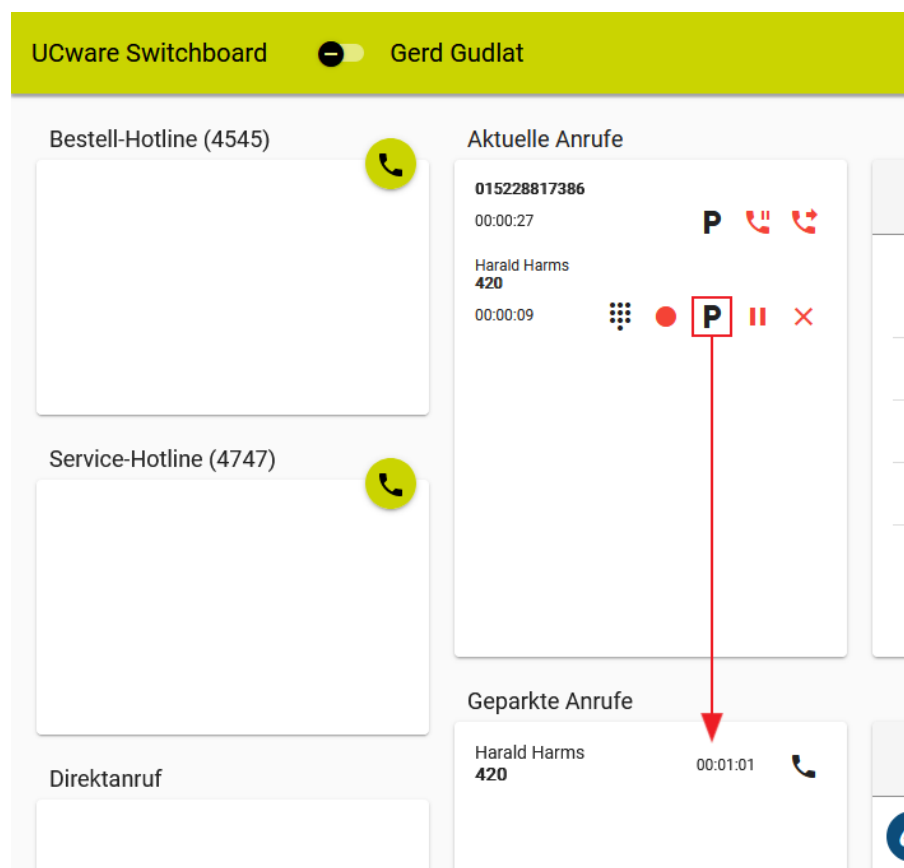 UCware Switchboard
Gerd Gudlat
Bestell-Hotline (4545)
Service-Hotline (4747)
Direktanruf
Aktuelle Anrufe
015228817386
00:00:27
P
Harald Harms
420
00:00:09
P
Geparkte Anrufe
Harald Harms
420
00:01:01